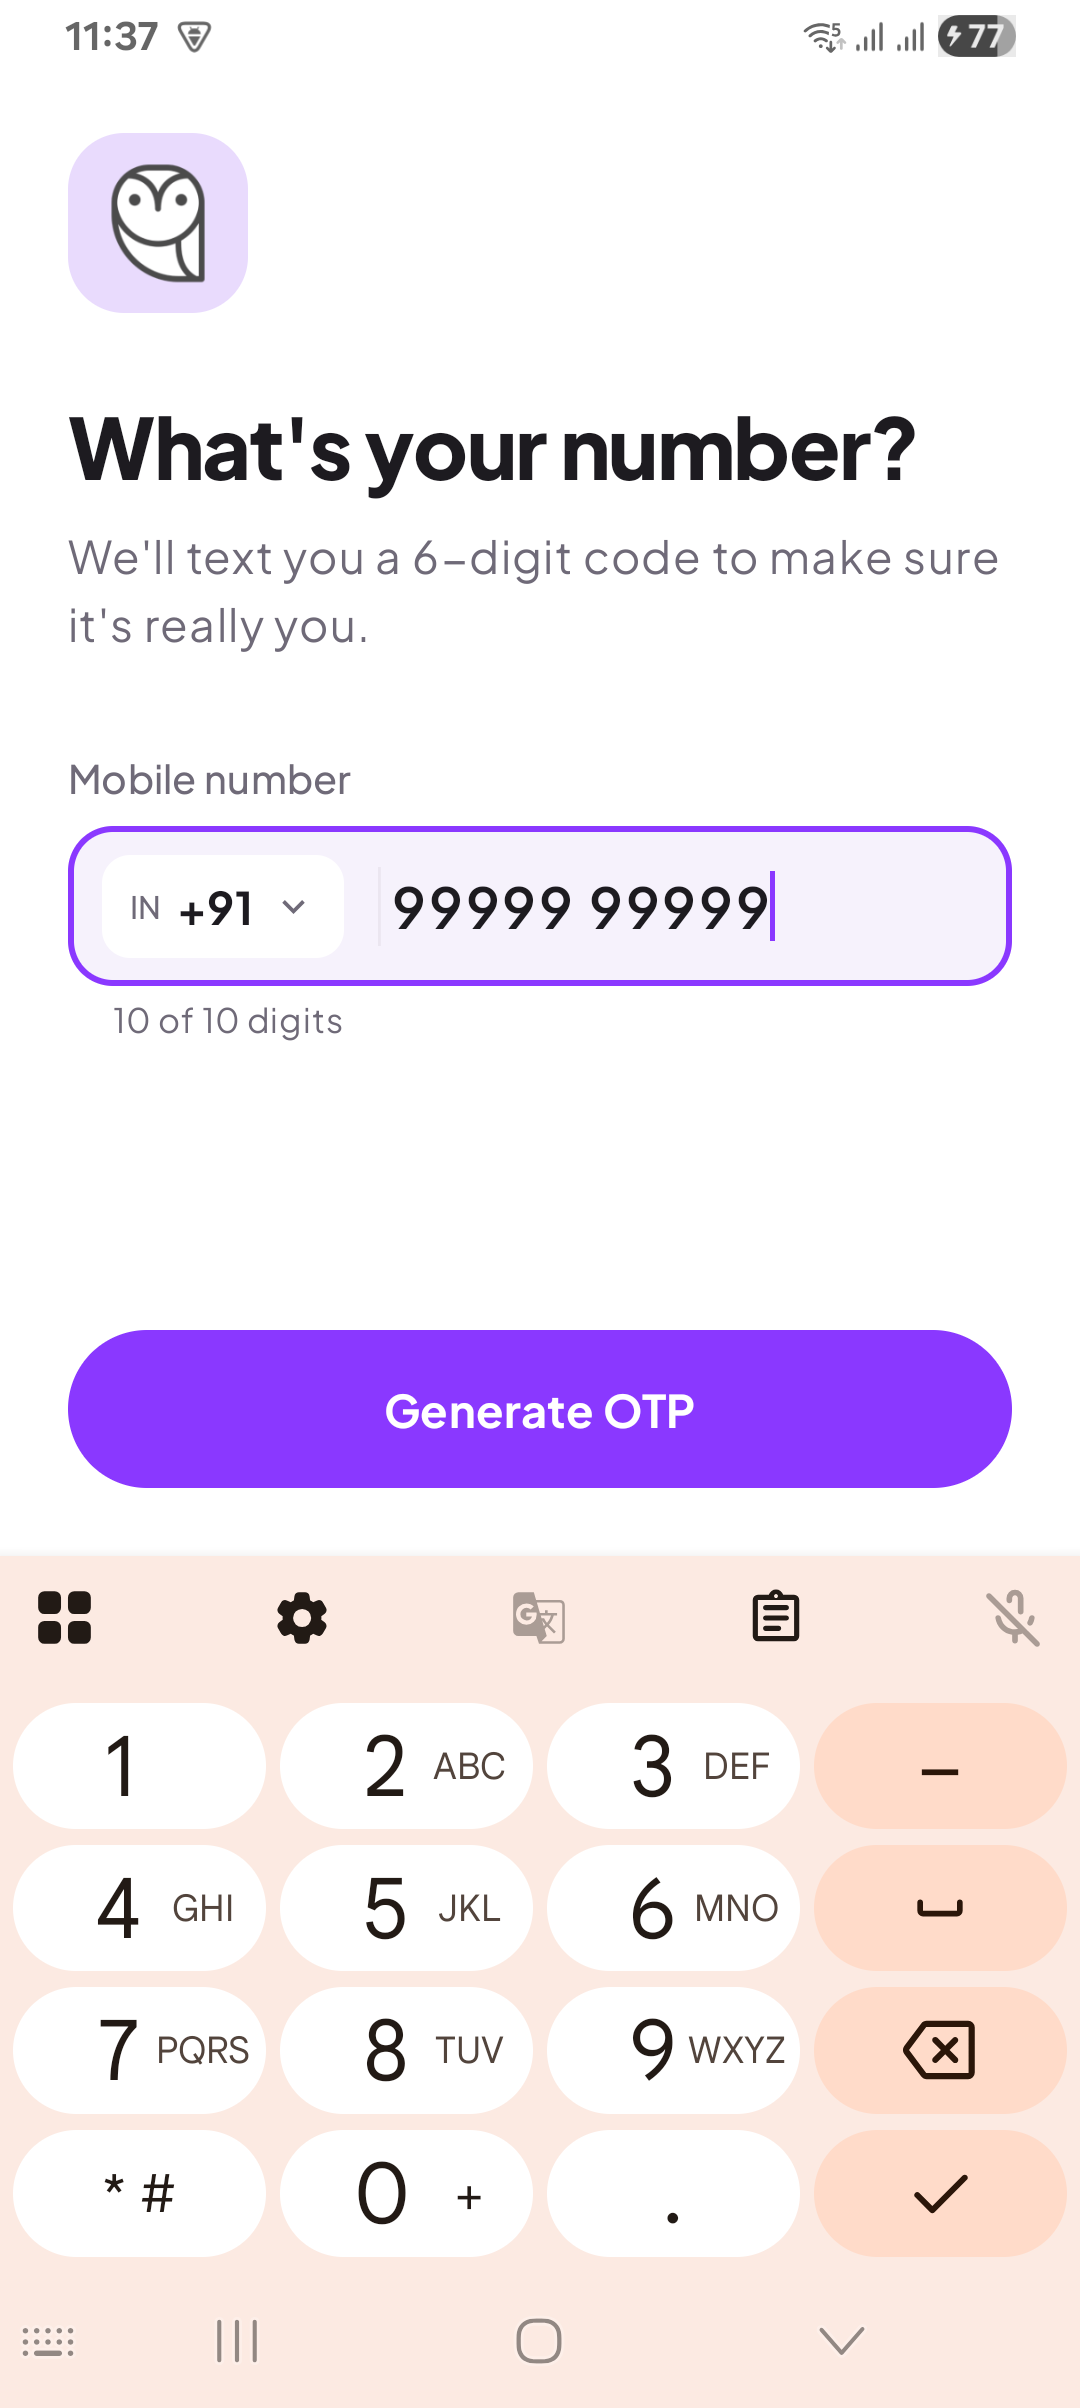 11:37
5
77
What's your number?
We'll text you a 6-digit code to make sure
it's really you.
Mobile number
IN +91 99999 99999
10 of 10 digits
Generate OTP
G 文
1 2 ABC 3 DEF –
4 GHI 5 JKL 6 MNO
7 PQRS 8 TUV 9 WXYZ
* # 0 + .